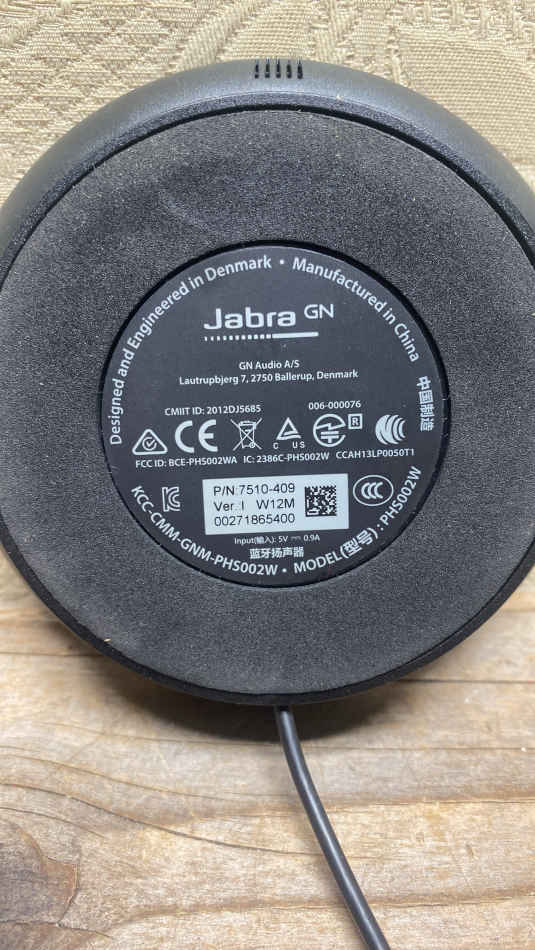 Designed and Engineered in Denmark • Manufactured in China
中国制造
Jabra GN
GN Audio A/S
Lautrupbjerg 7, 2750 Ballerup, Denmark
CMIIT ID: 2012DJ5685
006-000076
CE
C US
R
FCC ID: BCE-PHS002WA IC: 2386C-PHS002W CCAH13LP0050T1
P/N:7510-409
Ver.:I W12M
00271865400
CCC
Input(输入): 5V ⎓ 0.9A
蓝牙扬声器
KCC-CMM-GNM-PHS002W • MODEL(型号) : PHS002W